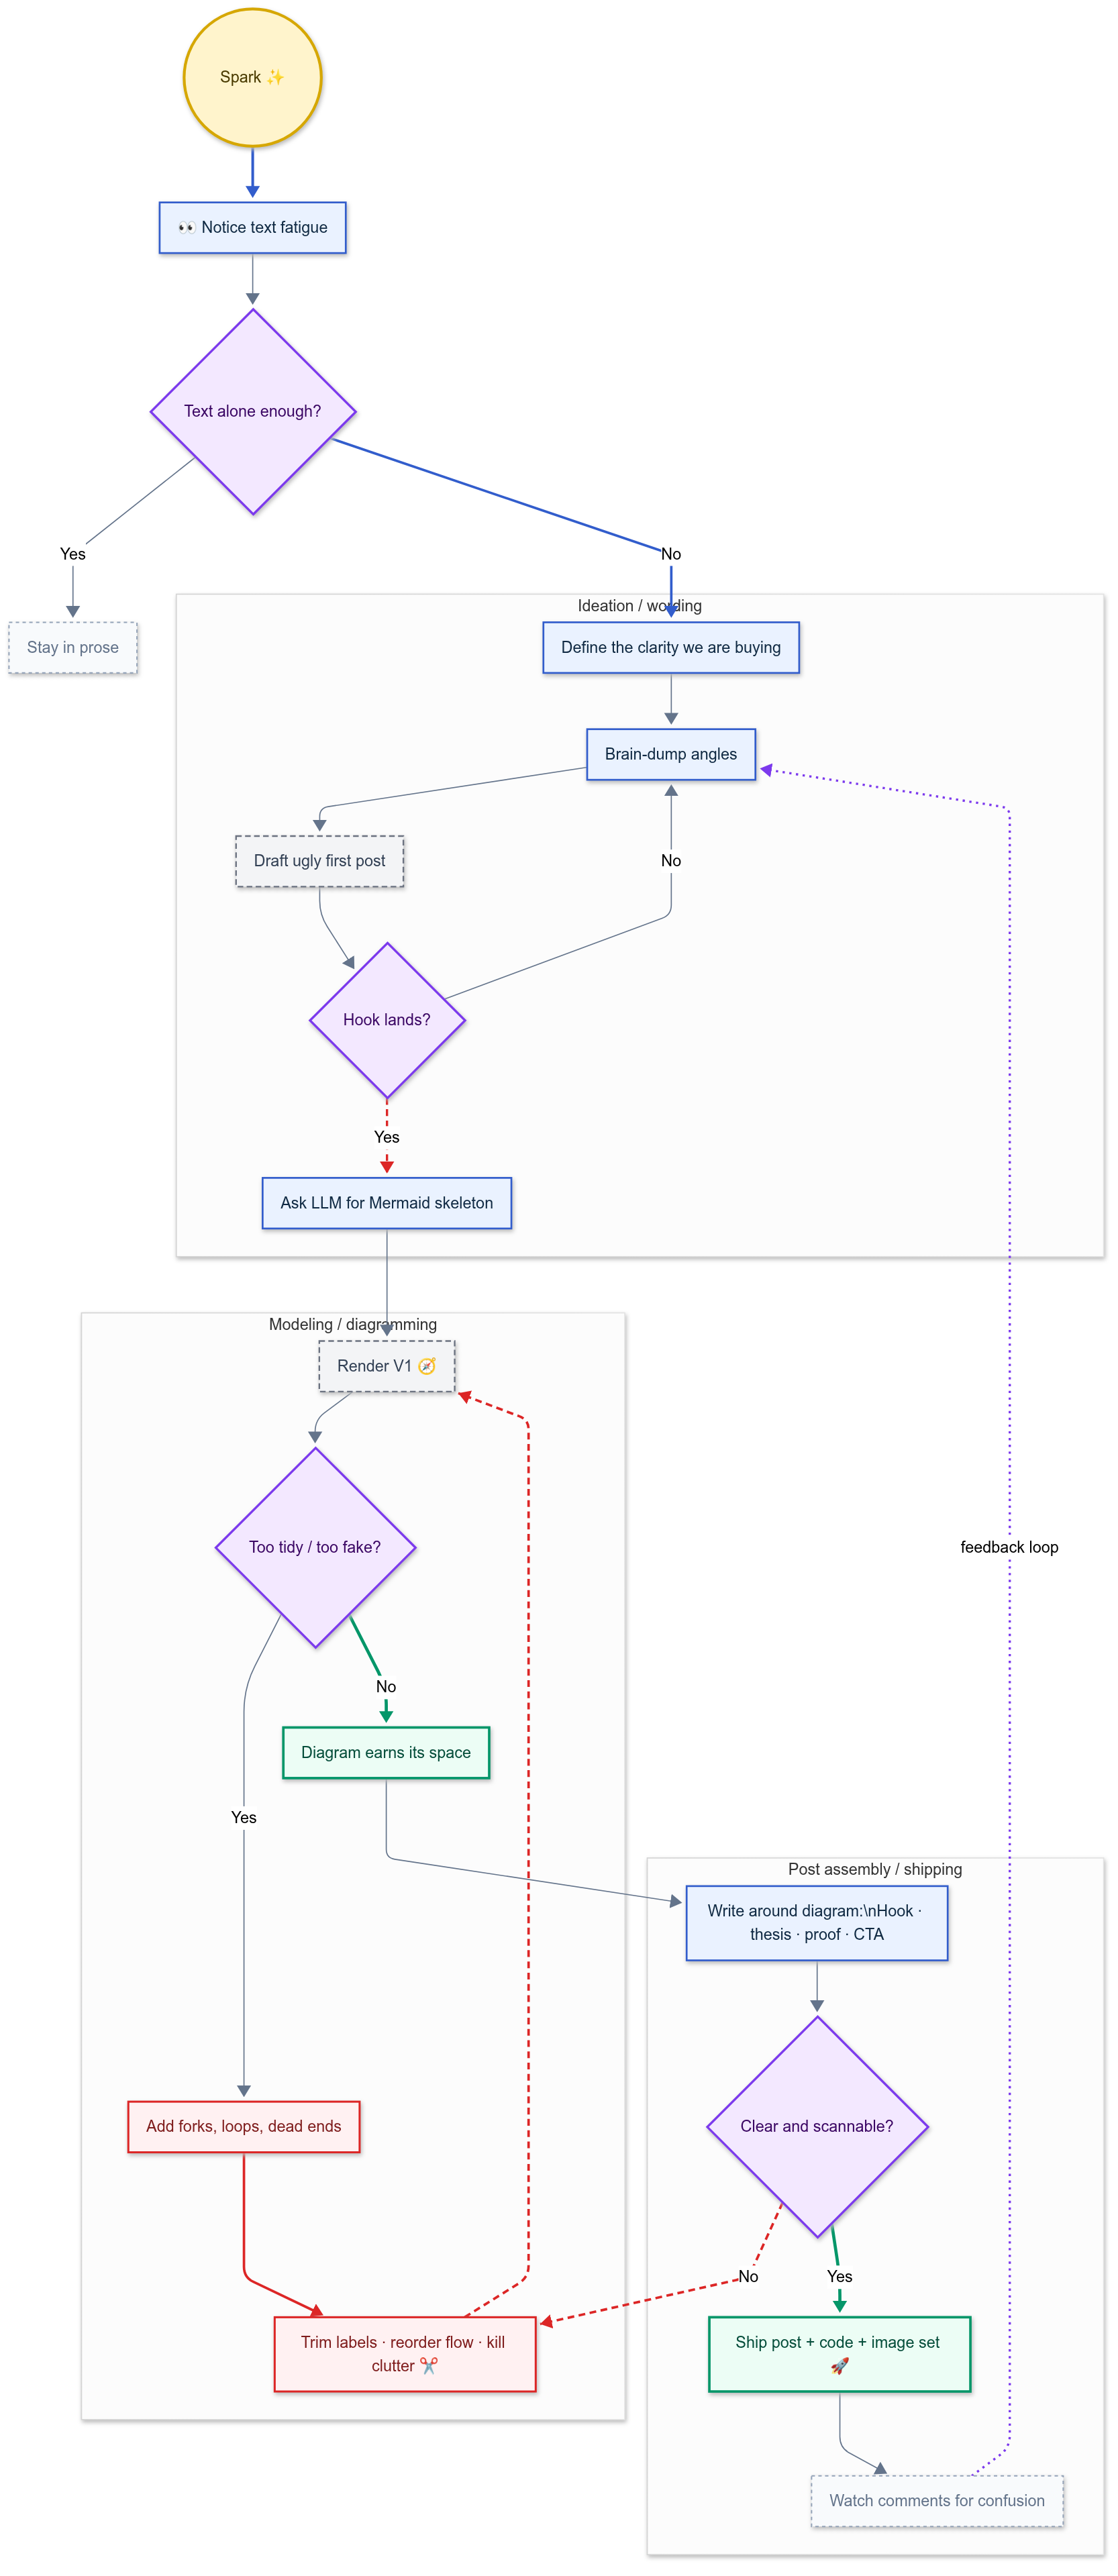 Spark ✨
👀 Notice text fatigue
Text alone enough?
Yes
No
Stay in prose
Ideation / wording
Define the clarity we are buying
Brain-dump angles
Draft ugly first post
No
Hook lands?
Yes
Ask LLM for Mermaid skeleton
Modeling / diagramming
Render V1 🧭
Too tidy / too fake?
feedback loop
No
Diagram earns its space
Yes
Post assembly / shipping
Write around diagram:\nHook ·
thesis · proof · CTA
Add forks, loops, dead ends
Clear and scannable?
No
Yes
Trim labels · reorder flow · kill
clutter ✂️
Ship post + code + image set
🚀
Watch comments for confusion